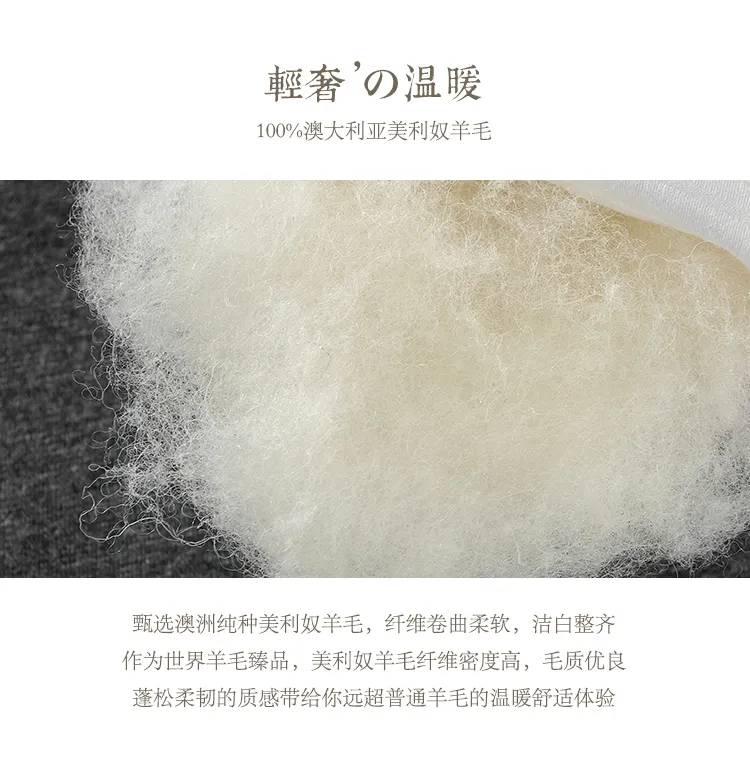 輕奢’の温暖
100%澳大利亚美利奴羊毛
甄选澳洲纯种美利奴羊毛，纤维卷曲柔软，洁白整齐
作为世界羊毛臻品，美利奴羊毛纤维密度高，毛质优良
蓬松柔韧的质感带给你远超普通羊毛的温暖舒适体验